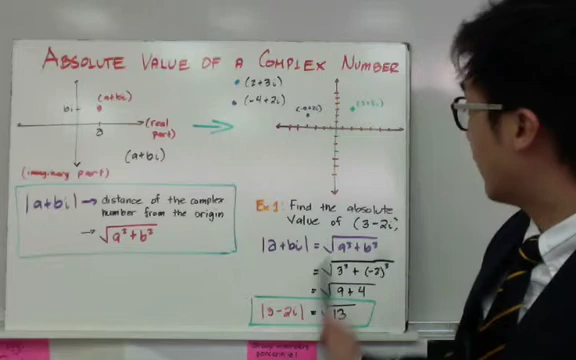 ABSOLUTE VALUE OF A COMPLEX NUMBER
(a+bi)
bi
a
(real part)
(a+bi)
(imaginary part)
|a+bi| → distance of the complex
number from the origin
→ √a²+b²
(2+3i)
(-4+2i)
(-4+2i)
(2+3i)
Ex 1: Find the absolute
value of (3-2i)
|a+bi| = √a²+b²
= √3²+(-2)²
= √9+4
|3-2i| = √13